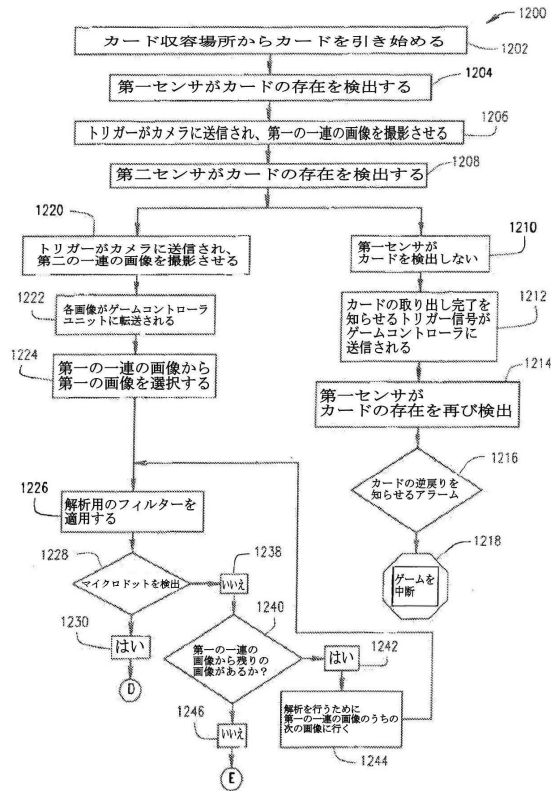 1200
カード収容場所からカードを引き始める
1202
1204
第一センサがカードの存在を検出する
1206
トリガーがカメラに送信され、第一の一連の画像を撮影させる
1208
第二センサがカードの存在を検出する
1220
トリガーがカメラに送信され、
第二の一連の画像を撮影させる
1222
各画像がゲームコントローラ
ユニットに転送される
1224
第一の一連の画像から
第一の画像を選択する
1210
第一センサが
カードを検出しない
1212
カードの取り出し完了を
知らせるトリガー信号が
ゲームコントローラに
送信される
1214
第一センサが
カードの存在を再び検出
1216
カードの逆戻りを
知らせるアラーム
1218
ゲームを
中断
1226
解析用のフィルターを
適用する
1228
マイクロドットを検出
1230
はい
D
1238
いいえ
1240
第一の一連の
画像から残りの
画像があるか?
1242
はい
解析を行うために
第一の一連の画像のうちの
次の画像に行く
1244
1246
いいえ
E